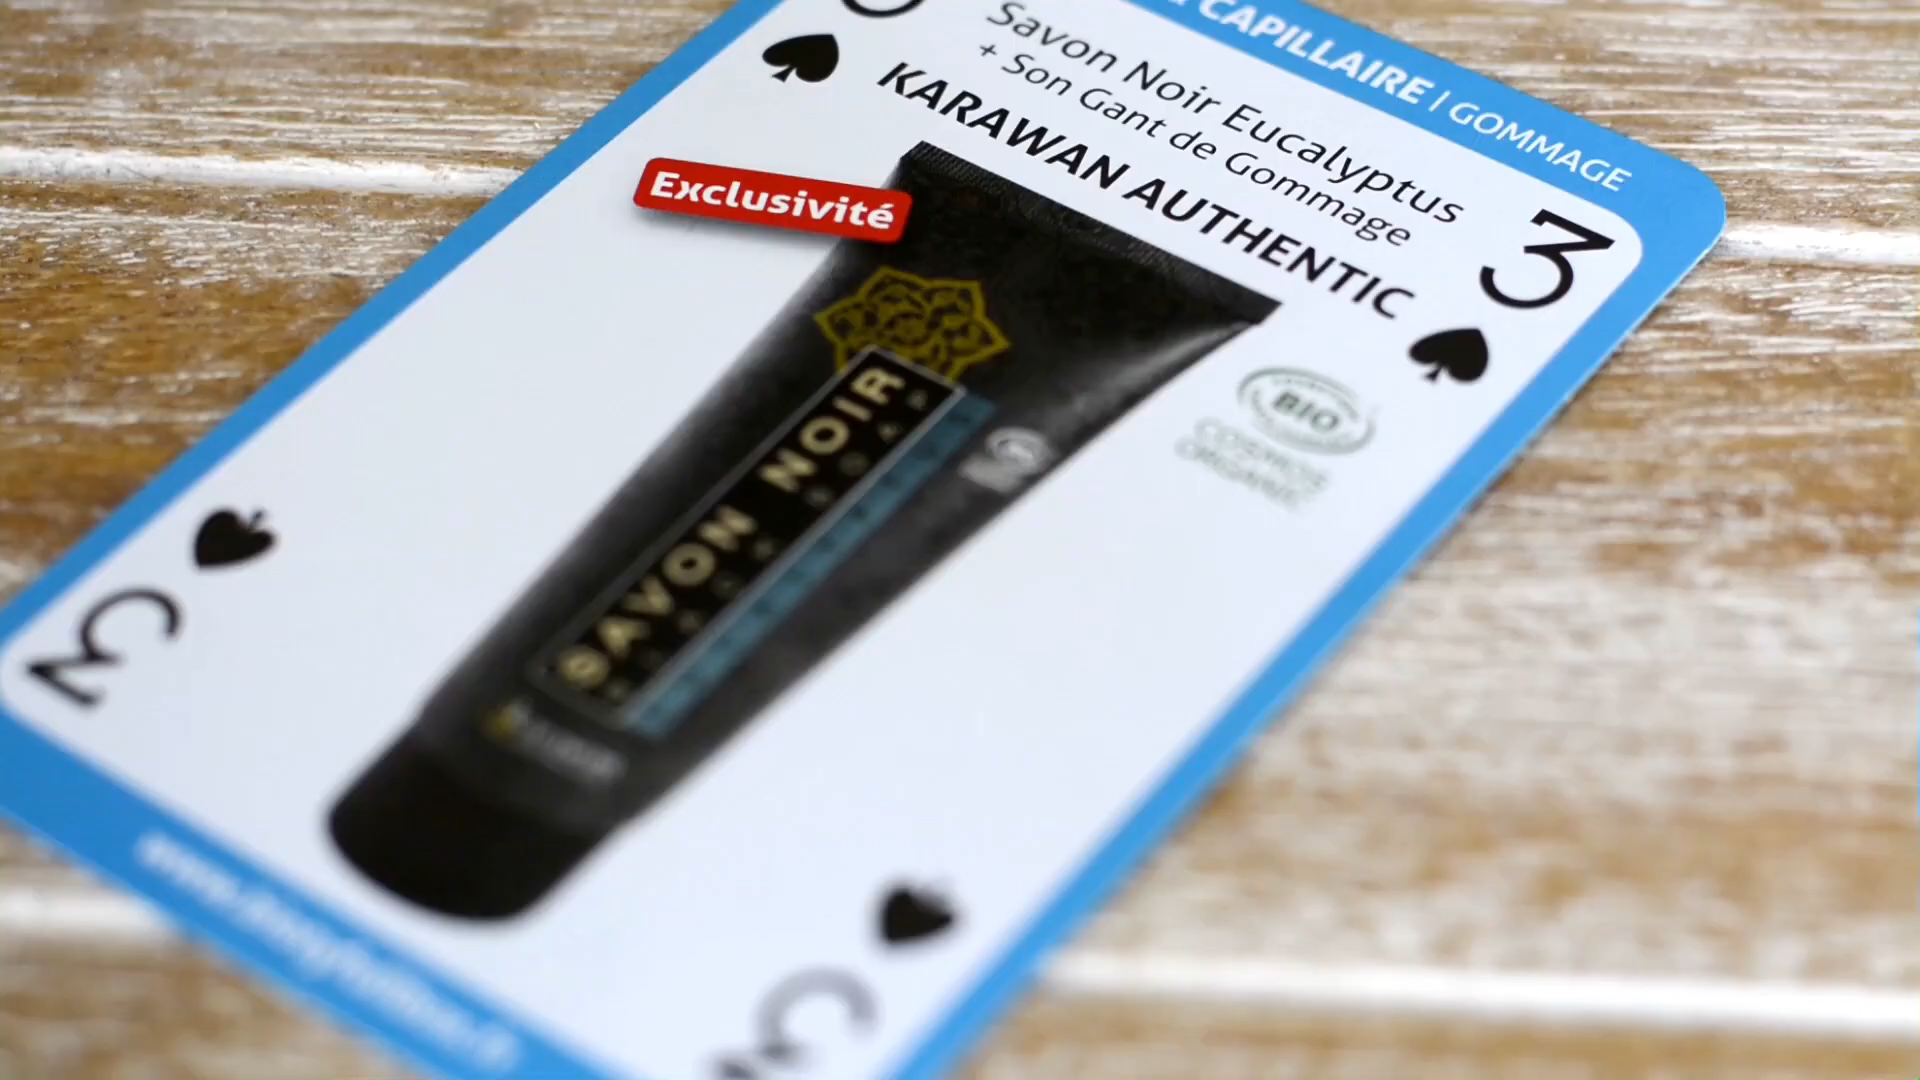 CAPILLAIRE | GOMMAGE
Savon Noir Eucalyptus
+ Son Gant de Gommage
KARAWAN AUTHENTIC
3
Exclusivité
BIO
COSMOS
ORGANIC
SAVON NOIR
3
3